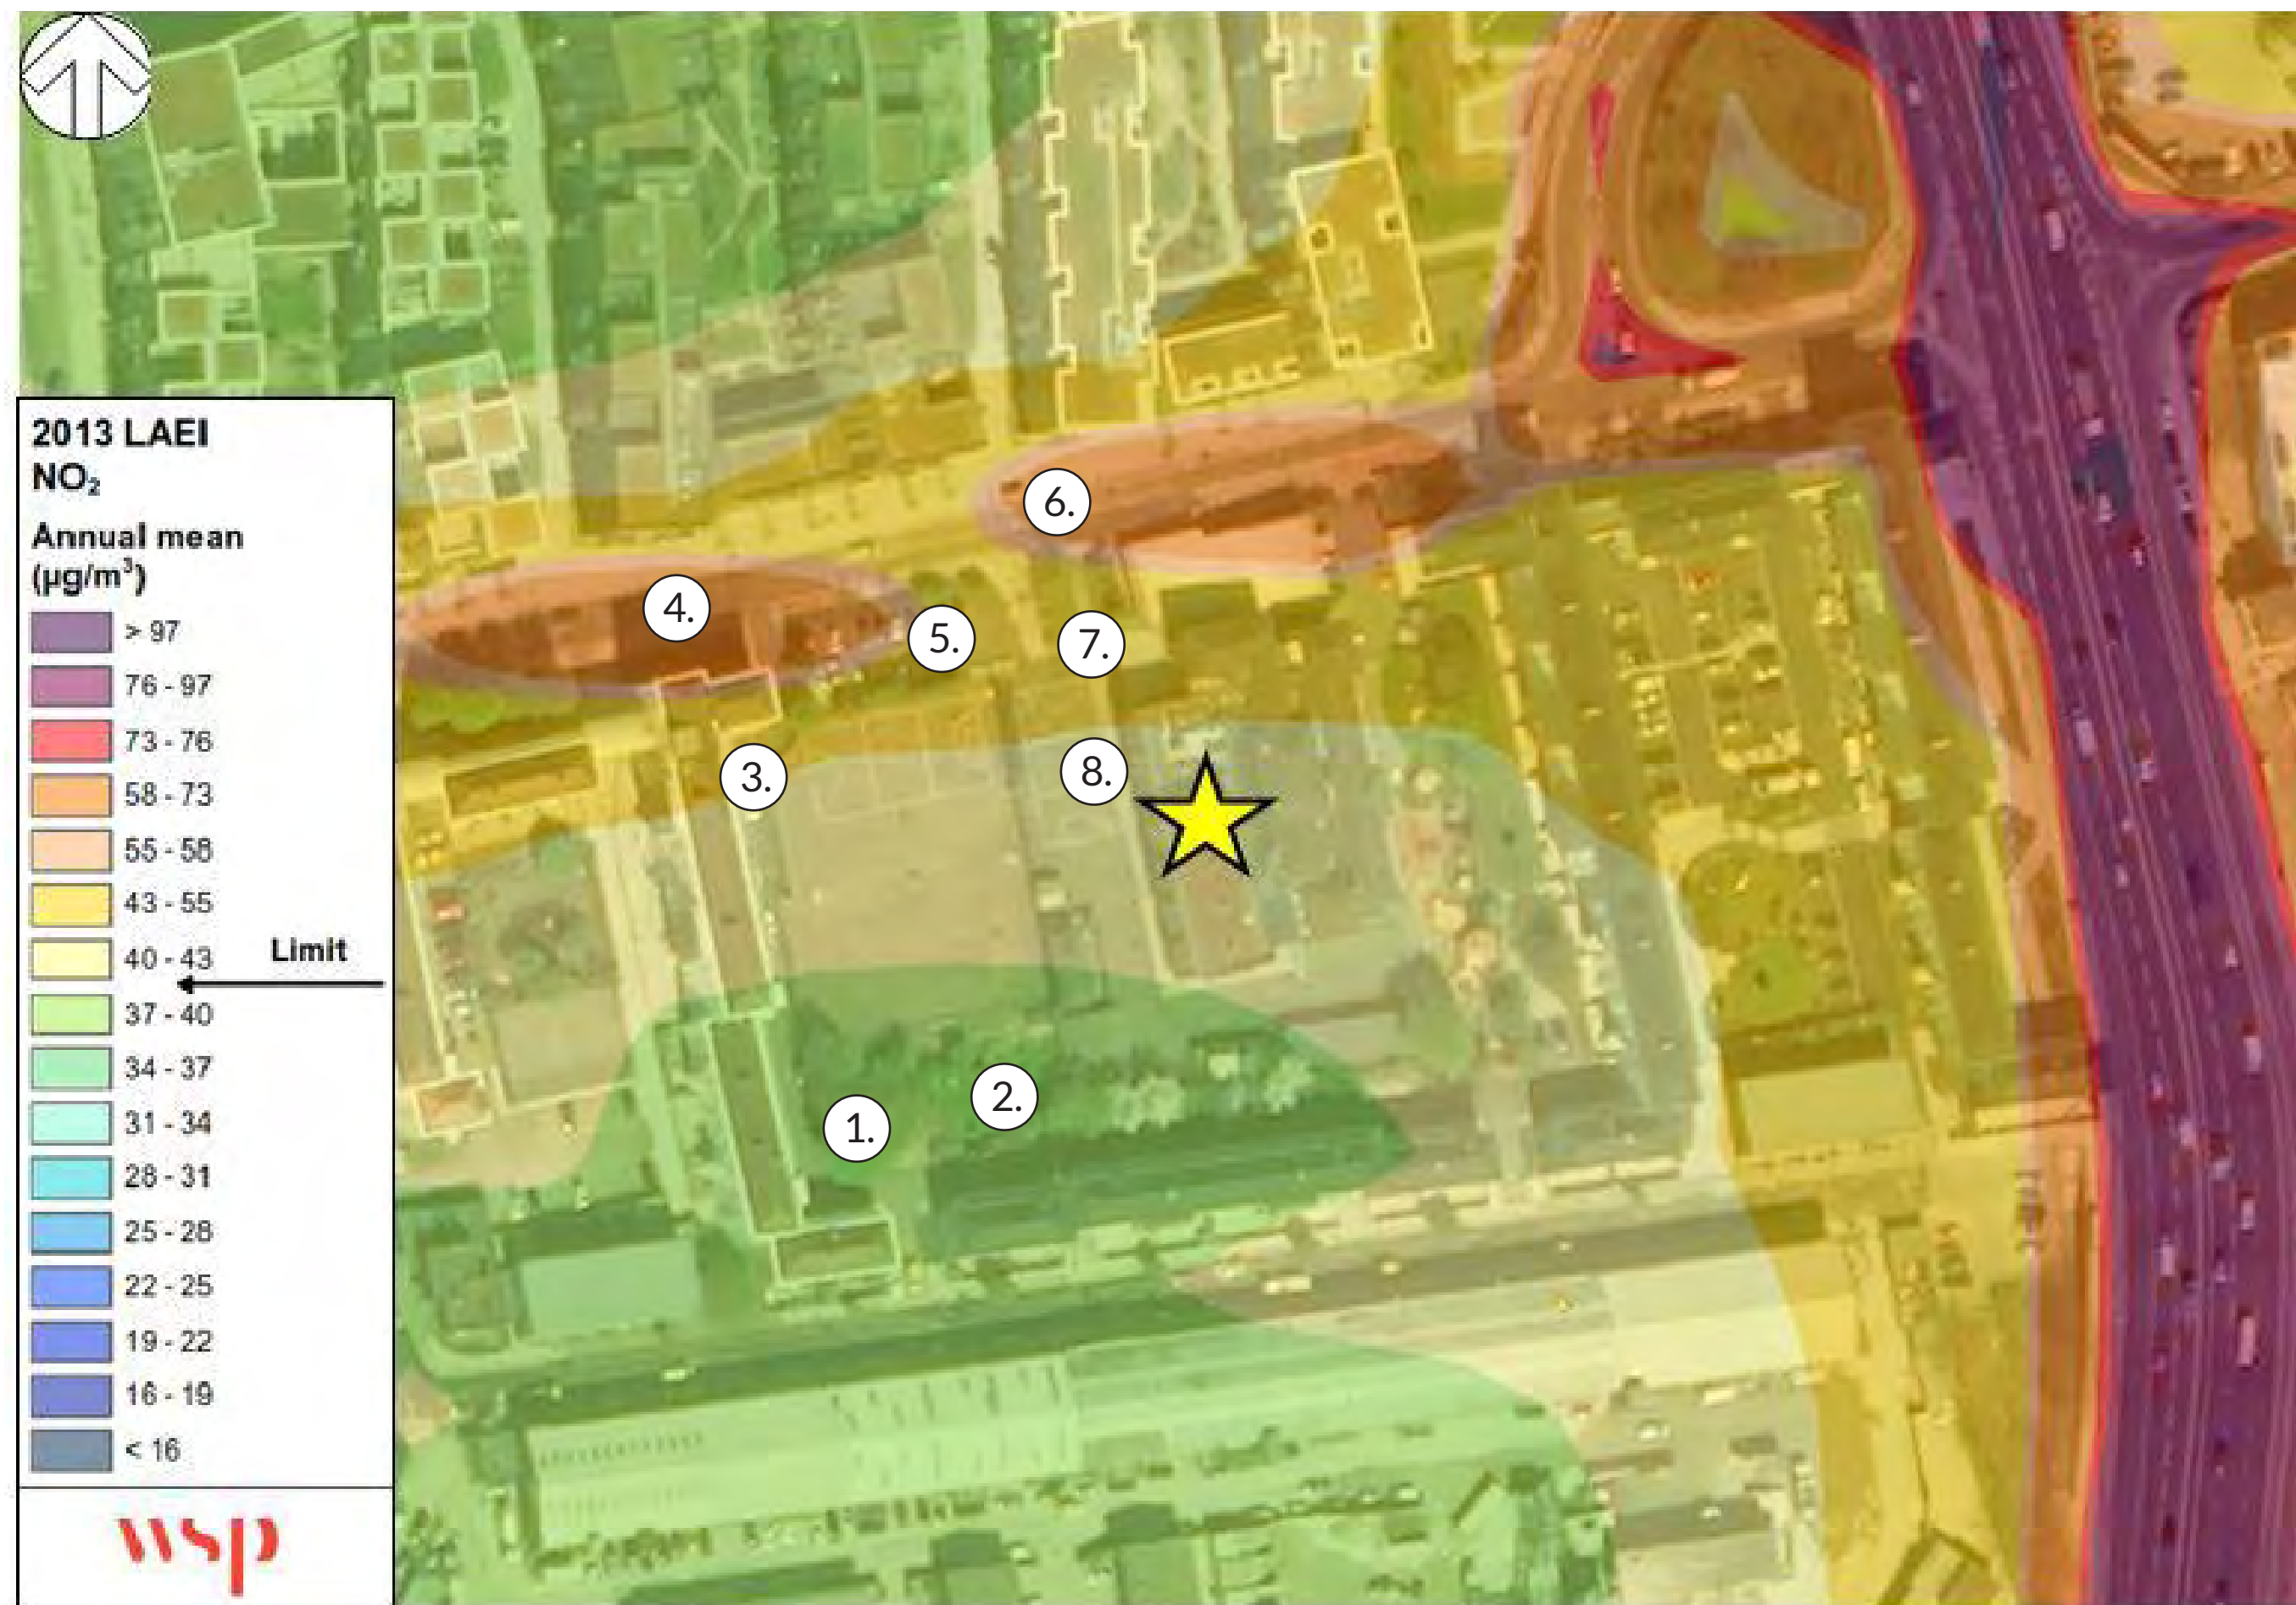 2013 LAEI
NO₂
Annual mean
(µg/m³)
> 97
76 - 97
73 - 76
58 - 73
55 - 58
43 - 55
40 - 43
Limit
37 - 40
34 - 37
31 - 34
28 - 31
25 - 28
22 - 25
19 - 22
16 - 19
< 16
wsp
6.
4.
5.
7.
8.
3.
2.
1.